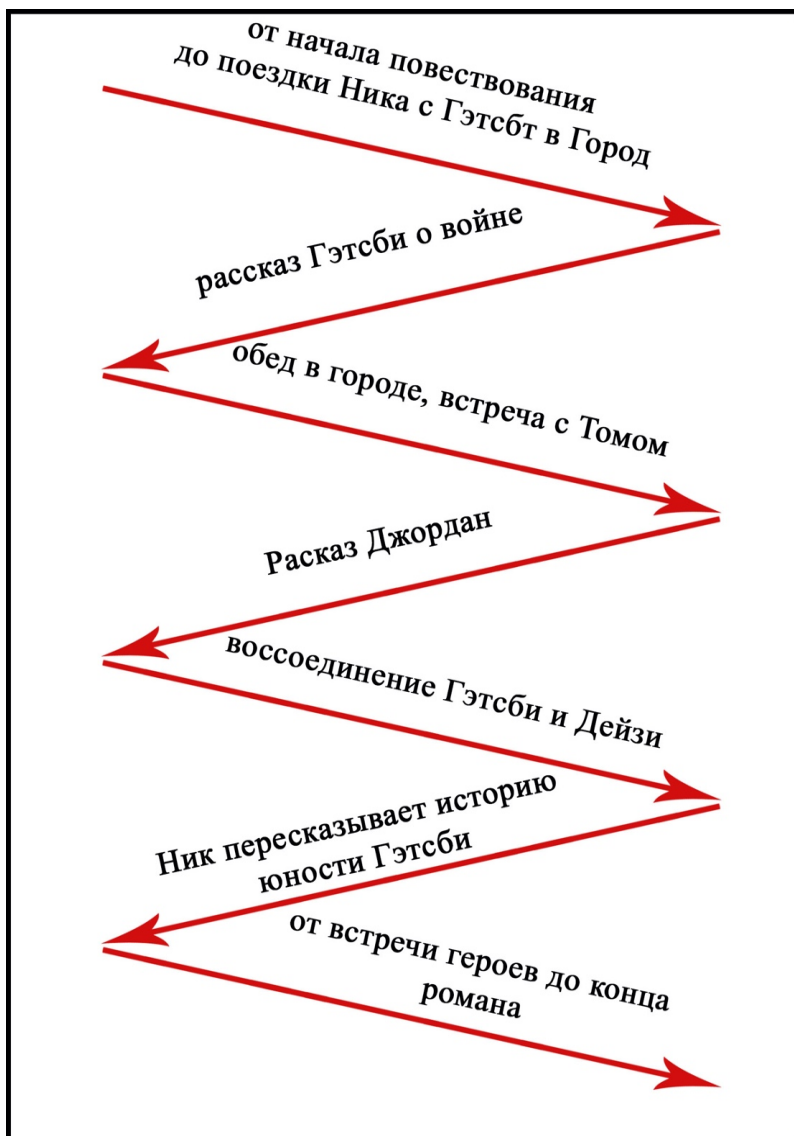 от начала повествования
до поездки Ника с Гэтсбт в Город
рассказ Гэтсби о войне
обед в городе, встреча с Томом
Расказ Джордан
воссоединение Гэтсби и Дейзи
Ник пересказывает историю
юности Гэтсби
от встречи героев до конца
романа